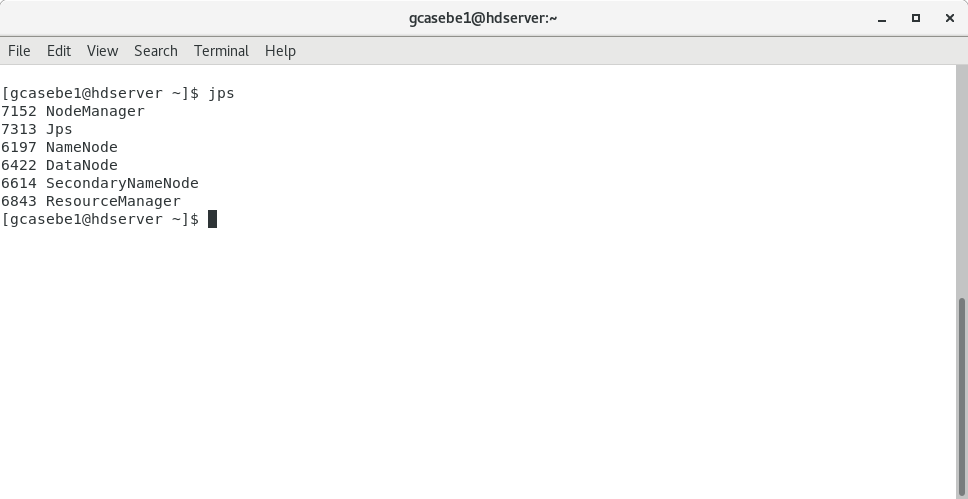 gcasebe1@hdserver:~
File Edit View Search Terminal Help
[gcasebe1@hdserver ~]$ jps
7152 NodeManager
7313 Jps
6197 NameNode
6422 DataNode
6614 SecondaryNameNode
6843 ResourceManager
[gcasebe1@hdserver ~]$